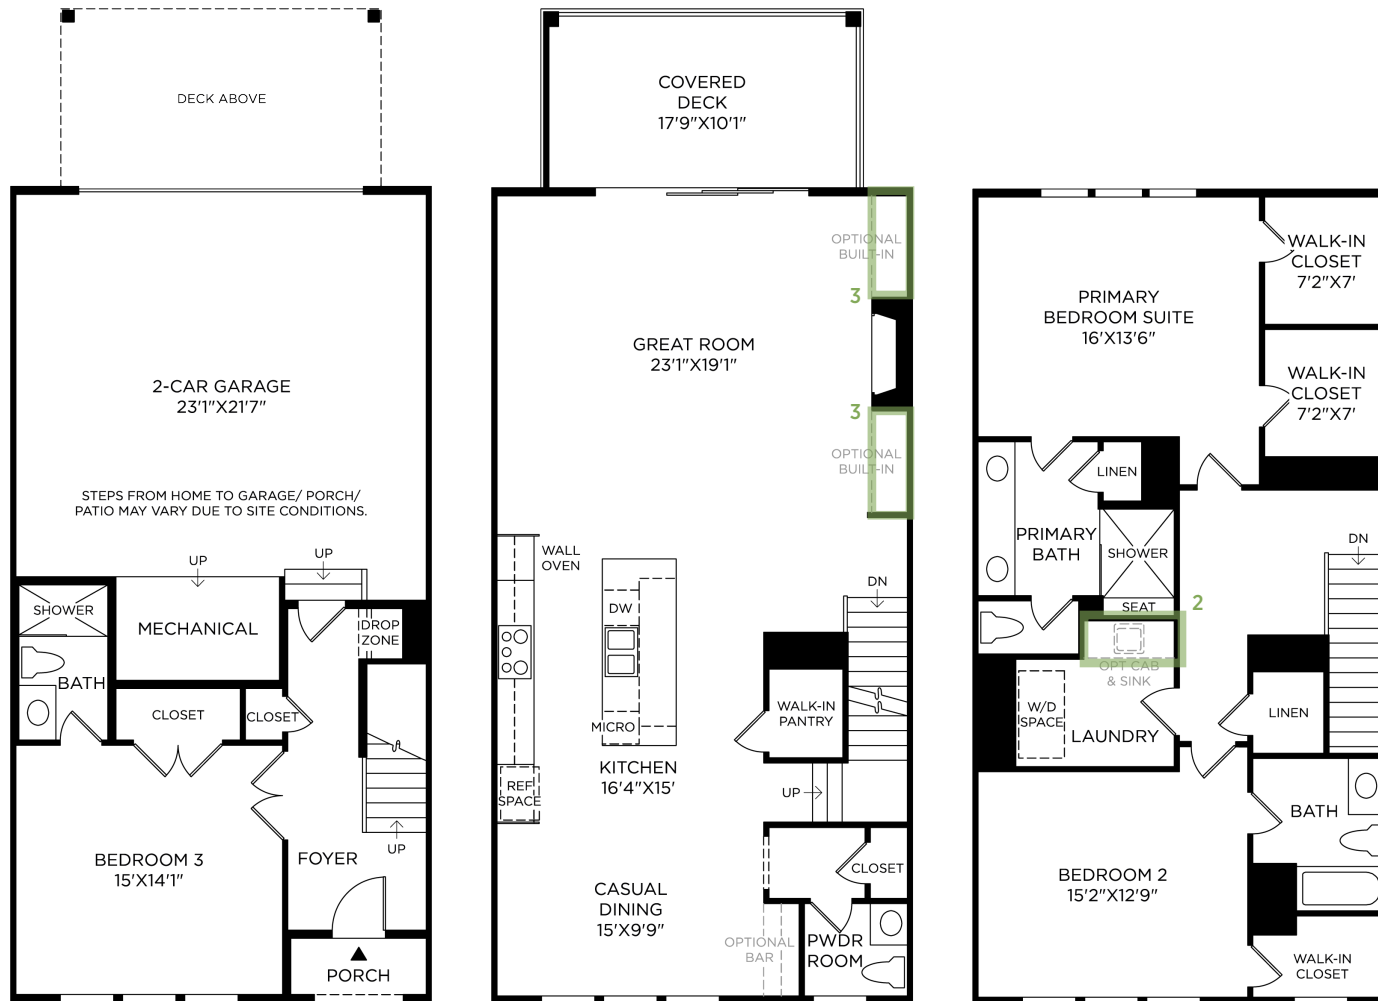 DECK ABOVE
2-CAR GARAGE
23'1"X21'7"
STEPS FROM HOME TO GARAGE/ PORCH/
PATIO MAY VARY DUE TO SITE CONDITIONS.
UP
UP
SHOWER
MECHANICAL
DROP
ZONE
BATH
CLOSET
CLOSET
BEDROOM 3
15'X14'1"
FOYER
UP
PORCH
COVERED
DECK
17'9"X10'1"
OPTIONAL
BUILT-IN
3
GREAT ROOM
23'1"X19'1"
3
OPTIONAL
BUILT-IN
WALL
OVEN
DW
DN
MICRO
WALK-IN
PANTRY
KITCHEN
16'4"X15'
REF
SPACE
UP
CLOSET
CASUAL
DINING
15'X9'9"
OPTIONAL
BAR
PWDR
ROOM
WALK-IN
CLOSET
7'2"X7'
PRIMARY
BEDROOM SUITE
16'X13'6"
WALK-IN
CLOSET
7'2"X7'
LINEN
PRIMARY
BATH
SHOWER
DN
SEAT
2
OPT CAB
& SINK
W/D
SPACE
LAUNDRY
LINEN
BATH
BEDROOM 2
15'2"X12'9"
WALK-IN
CLOSET